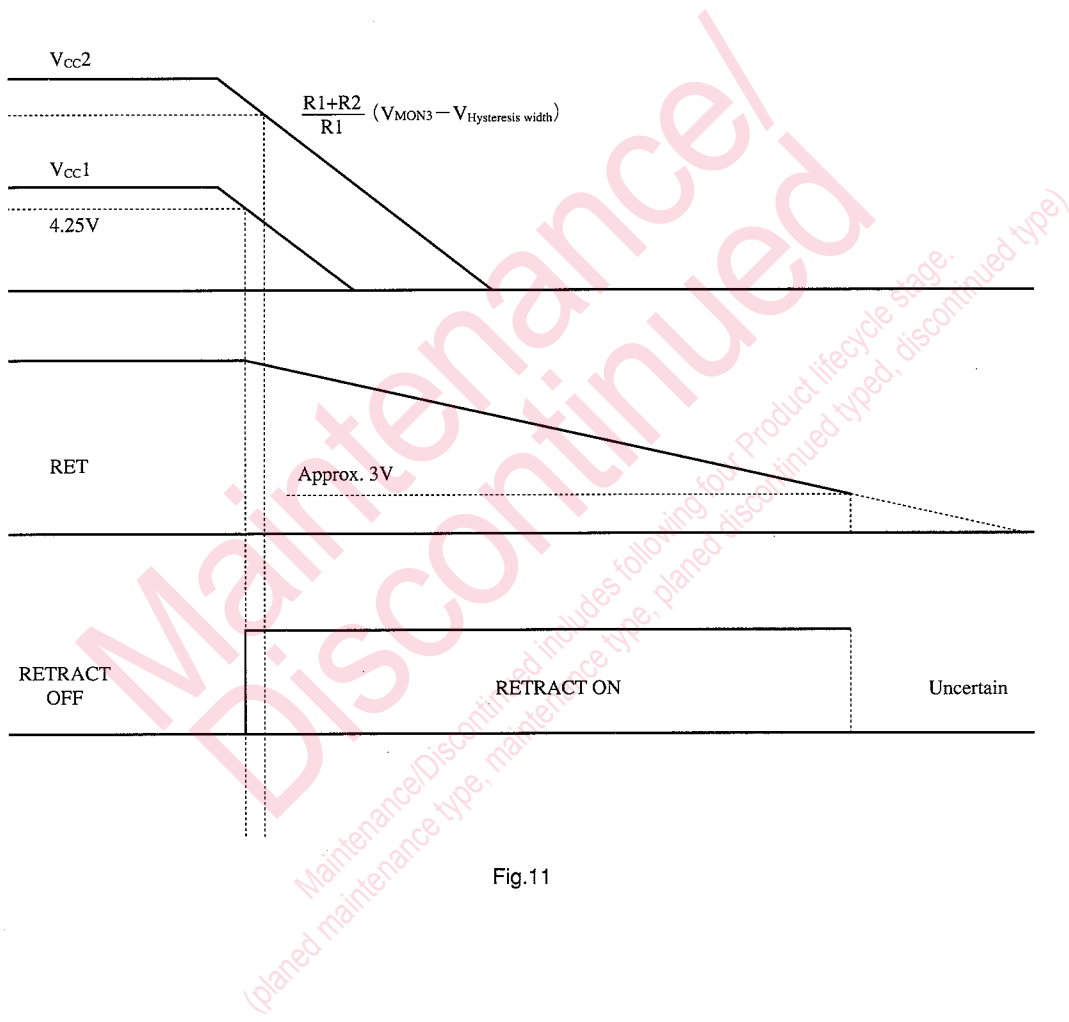 VCC2
R1+R2
R1
(VMON3－VHysteresis width)
VCC1
4.25V
RET
Approx. 3V
RETRACT
OFF
RETRACT ON
Uncertain
Fig.11
Maintenance/
Discontinued
Maintenance/Discontinued includes following four Product lifecycle stage.
(planed maintenance type, maintenance type, planed discontinued typed, discontinued type)